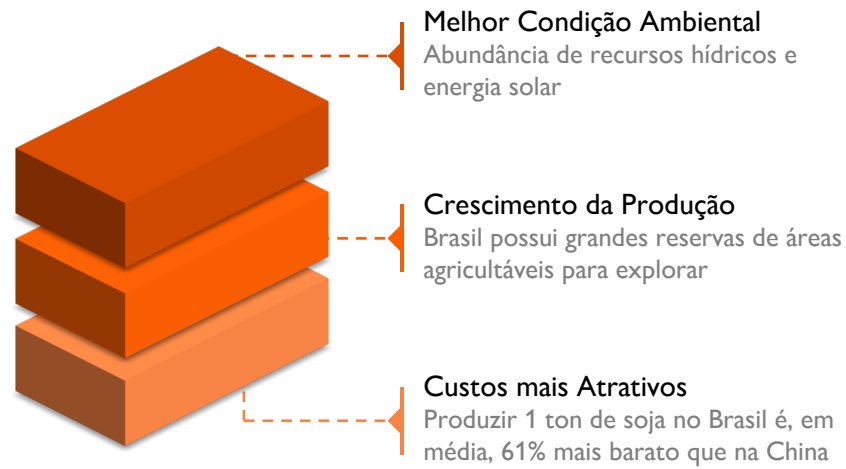 Melhor Condição Ambiental
Abundância de recursos hídricos e
energia solar
Crescimento da Produção
Brasil possui grandes reservas de áreas
agricultáveis para explorar
Custos mais Atrativos
Produzir 1 ton de soja no Brasil é, em
média, 61% mais barato que na China